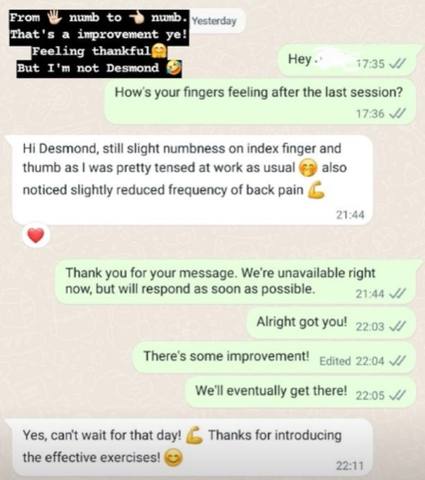 From 🖐🏻 numb to 👈🏻 numb.
That's a improvement ye!
Feeling thankful🤗
But I'm not Desmond 🤣
Yesterday
Hey
17:35
How's your fingers feeling after the last session?
17:36
Hi Desmond, still slight numbness on index finger and
thumb as I was pretty tensed at work as usual 🤭 also
noticed slightly reduced frequency of back pain 💪
21:44
❤️
Thank you for your message. We're unavailable right
now, but will respond as soon as possible.
21:44
Alright got you! 22:03
There's some improvement! Edited 22:04
We'll eventually get there! 22:05
Yes, can't wait for that day! 💪 Thanks for introducing
the effective exercises! 😊
22:11